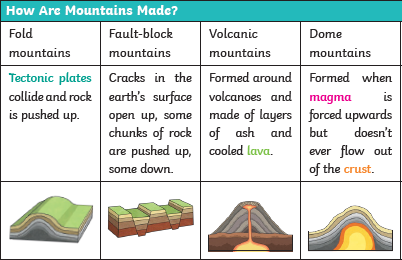 How Are Mountains Made?
Fold
mountains
Fault-block
mountains
Volcanic
mountains
Dome
mountains
Tectonic plates
collide and rock
is pushed up.
Cracks in the
earth's surface
open up, some
chunks of rock
are pushed up,
some down.
Formed around
volcanoes and
made of layers
of ash and
cooled lava.
Formed when
magma is
forced upwards
but doesn't
ever flow out
of the crust.